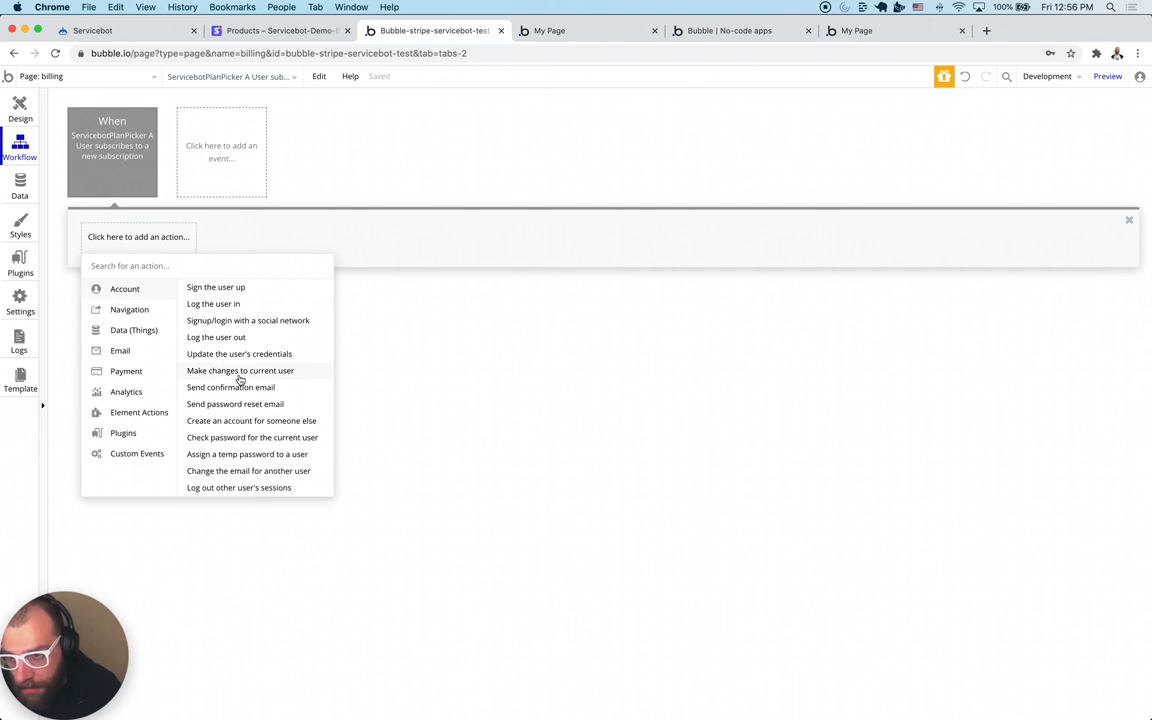 Chrome File Edit View History Bookmarks People Tab Window Help 100% Fri 12:56 PM
Servicebot Products – Servicebot-Demo-E Bubble-stripe-servicebot-test My Page Bubble | No-code apps My Page
bubble.io/page?type=page&name=billing&id=bubble-stripe-servicebot-test&tab=tabs-2
Page: billing ServicebotPlanPicker A User sub... Edit Help Saved Development Preview
Design
Workflow
Data
Styles
Plugins
Settings
Logs
Template
When
ServicebotPlanPicker A
User subscribes to a
new subscription
Click here to add an
event...
Click here to add an action...
Search for an action...
Account
Navigation
Data (Things)
Email
Payment
Analytics
Element Actions
Plugins
Custom Events
Sign the user up
Log the user in
Signup/login with a social network
Log the user out
Update the user's credentials
Make changes to current user
Send confirmation email
Send password reset email
Create an account for someone else
Check password for the current user
Assign a temp password to a user
Change the email for another user
Log out other user's sessions